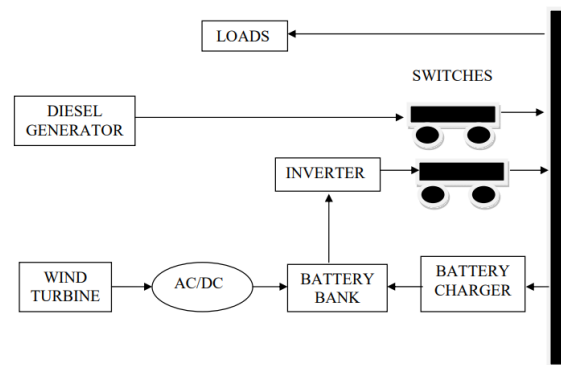 LOADS
SWITCHES
DIESEL
GENERATOR
INVERTER
WIND
TURBINE
AC/DC
BATTERY
BANK
BATTERY
CHARGER